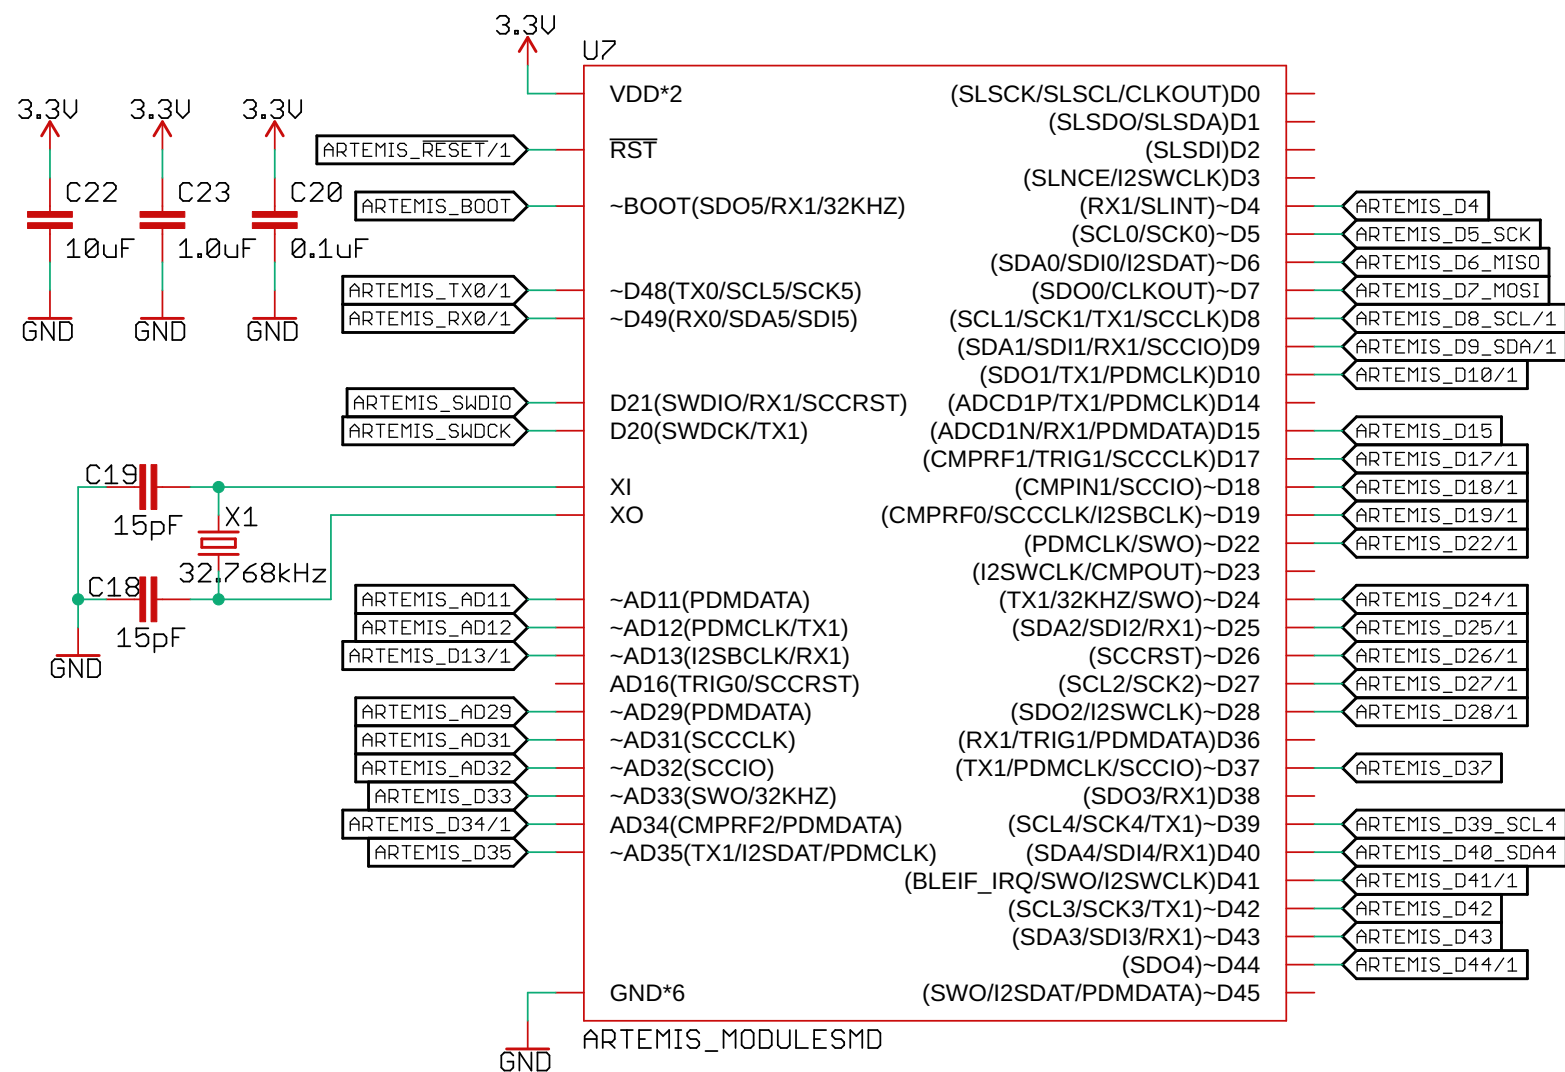 3.3V
U7
VDD*2
(SLSCK/SLSCL/CLKOUT)D0
3.3V 3.3V 3.3V
(SLSDO/SLSDA)D1
ARTEMIS_RESET/1
RST
(SLSDI)D2
C22 C23 C20
(SLNCE/I2SWCLK)D3
ARTEMIS_BOOT
~BOOT(SDO5/RX1/32KHZ)
(RX1/SLINT)~D4
ARTEMIS_D4
(SCL0/SCK0)~D5
ARTEMIS_D5_SCK
10uF 1.0uF 0.1uF
(SDA0/SDI0/I2SDAT)~D6
ARTEMIS_D6_MISO
ARTEMIS_TX0/1
~D48(TX0/SCL5/SCK5)
(SDO0/CLKOUT)~D7
ARTEMIS_D7_MOSI
ARTEMIS_RX0/1
~D49(RX0/SDA5/SDI5)
(SCL1/SCK1/TX1/SCCLK)D8
ARTEMIS_D8_SCL/1
GND GND GND
(SDA1/SDI1/RX1/SCCIO)D9
ARTEMIS_D9_SDA/1
(SDO1/TX1/PDMCLK)D10
ARTEMIS_D10/1
ARTEMIS_SWDIO
D21(SWDIO/RX1/SCCRST)
(ADCD1P/TX1/PDMCLK)D14
ARTEMIS_SWDCK
D20(SWDCK/TX1)
(ADCD1N/RX1/PDMDATA)D15
ARTEMIS_D15
(CMPRF1/TRIG1/SCCCLK)D17
ARTEMIS_D17/1
C19
XI
(CMPIN1/SCCIO)~D18
ARTEMIS_D18/1
15pF
X1
XO
(CMPRF0/SCCCLK/I2SBCLK)~D19
ARTEMIS_D19/1
(PDMCLK/SWO)~D22
ARTEMIS_D22/1
32.768kHz
(I2SWCLK/CMPOUT)~D23
C18
ARTEMIS_AD11
~AD11(PDMDATA)
(TX1/32KHZ/SWO)~D24
ARTEMIS_D24/1
15pF
ARTEMIS_AD12
~AD12(PDMCLK/TX1)
(SDA2/SDI2/RX1)~D25
ARTEMIS_D25/1
GND
ARTEMIS_D13/1
~AD13(I2SBCLK/RX1)
(SCCRST)~D26
ARTEMIS_D26/1
AD16(TRIG0/SCCRST)
(SCL2/SCK2)~D27
ARTEMIS_D27/1
ARTEMIS_AD29
~AD29(PDMDATA)
(SDO2/I2SWCLK)~D28
ARTEMIS_D28/1
ARTEMIS_AD31
~AD31(SCCCLK)
(RX1/TRIG1/PDMDATA)D36
ARTEMIS_AD32
~AD32(SCCIO)
(TX1/PDMCLK/SCCIO)~D37
ARTEMIS_D37
ARTEMIS_D33
~AD33(SWO/32KHZ)
(SDO3/RX1)D38
ARTEMIS_D34/1
AD34(CMPRF2/PDMDATA)
(SCL4/SCK4/TX1)~D39
ARTEMIS_D39_SCL4
ARTEMIS_D35
~AD35(TX1/I2SDAT/PDMCLK)
(SDA4/SDI4/RX1)D40
ARTEMIS_D40_SDA4
(BLEIF_IRQ/SWO/I2SWCLK)D41
ARTEMIS_D41/1
(SCL3/SCK3/TX1)~D42
ARTEMIS_D42
(SDA3/SDI3/RX1)~D43
ARTEMIS_D43
(SDO4)~D44
ARTEMIS_D44/1
GND*6
(SWO/I2SDAT/PDMDATA)~D45
GND
ARTEMIS_MODULESMD